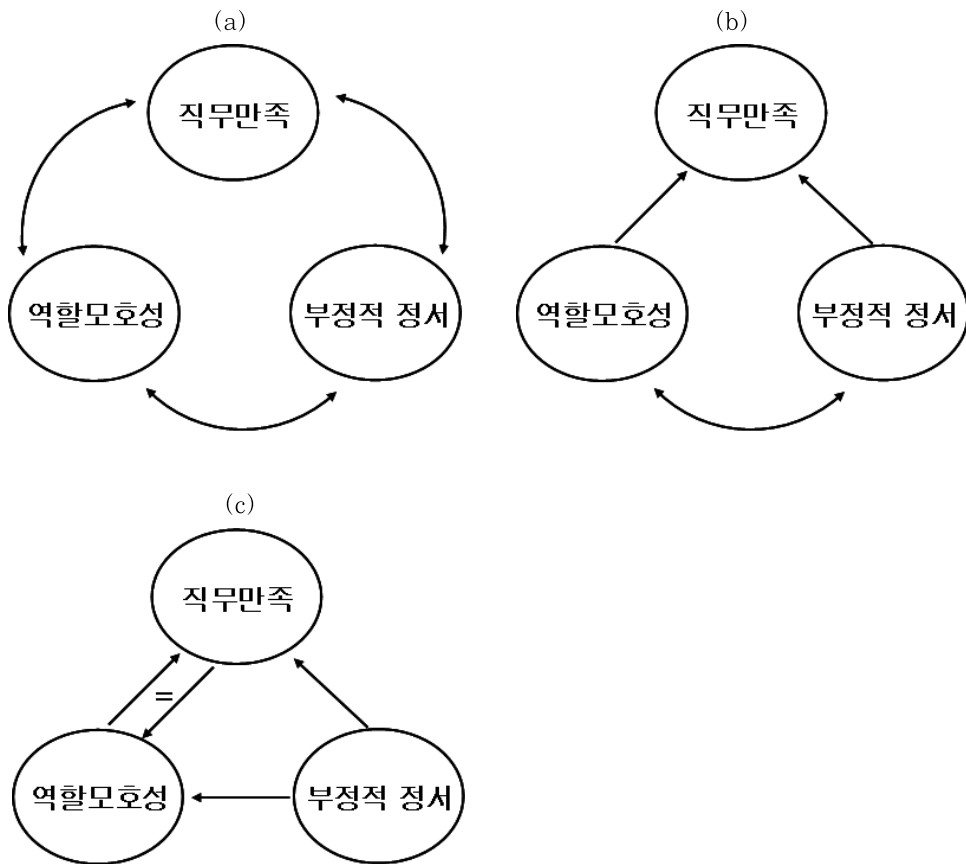 (a)
직무만족
역할모호성
부정적 정서
(b)
직무만족
역할모호성
부정적 정서
(c)
직무만족
=
역할모호성
부정적 정서